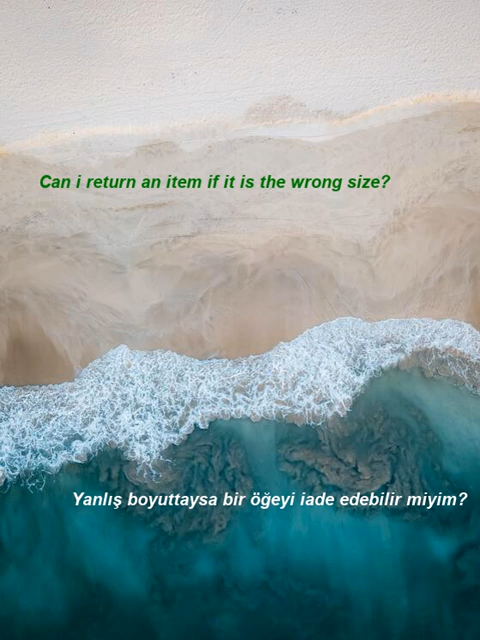 Can i return an item if it is the wrong size?
Yanlış boyuttaysa bir öğeyi iade edebilir miyim?